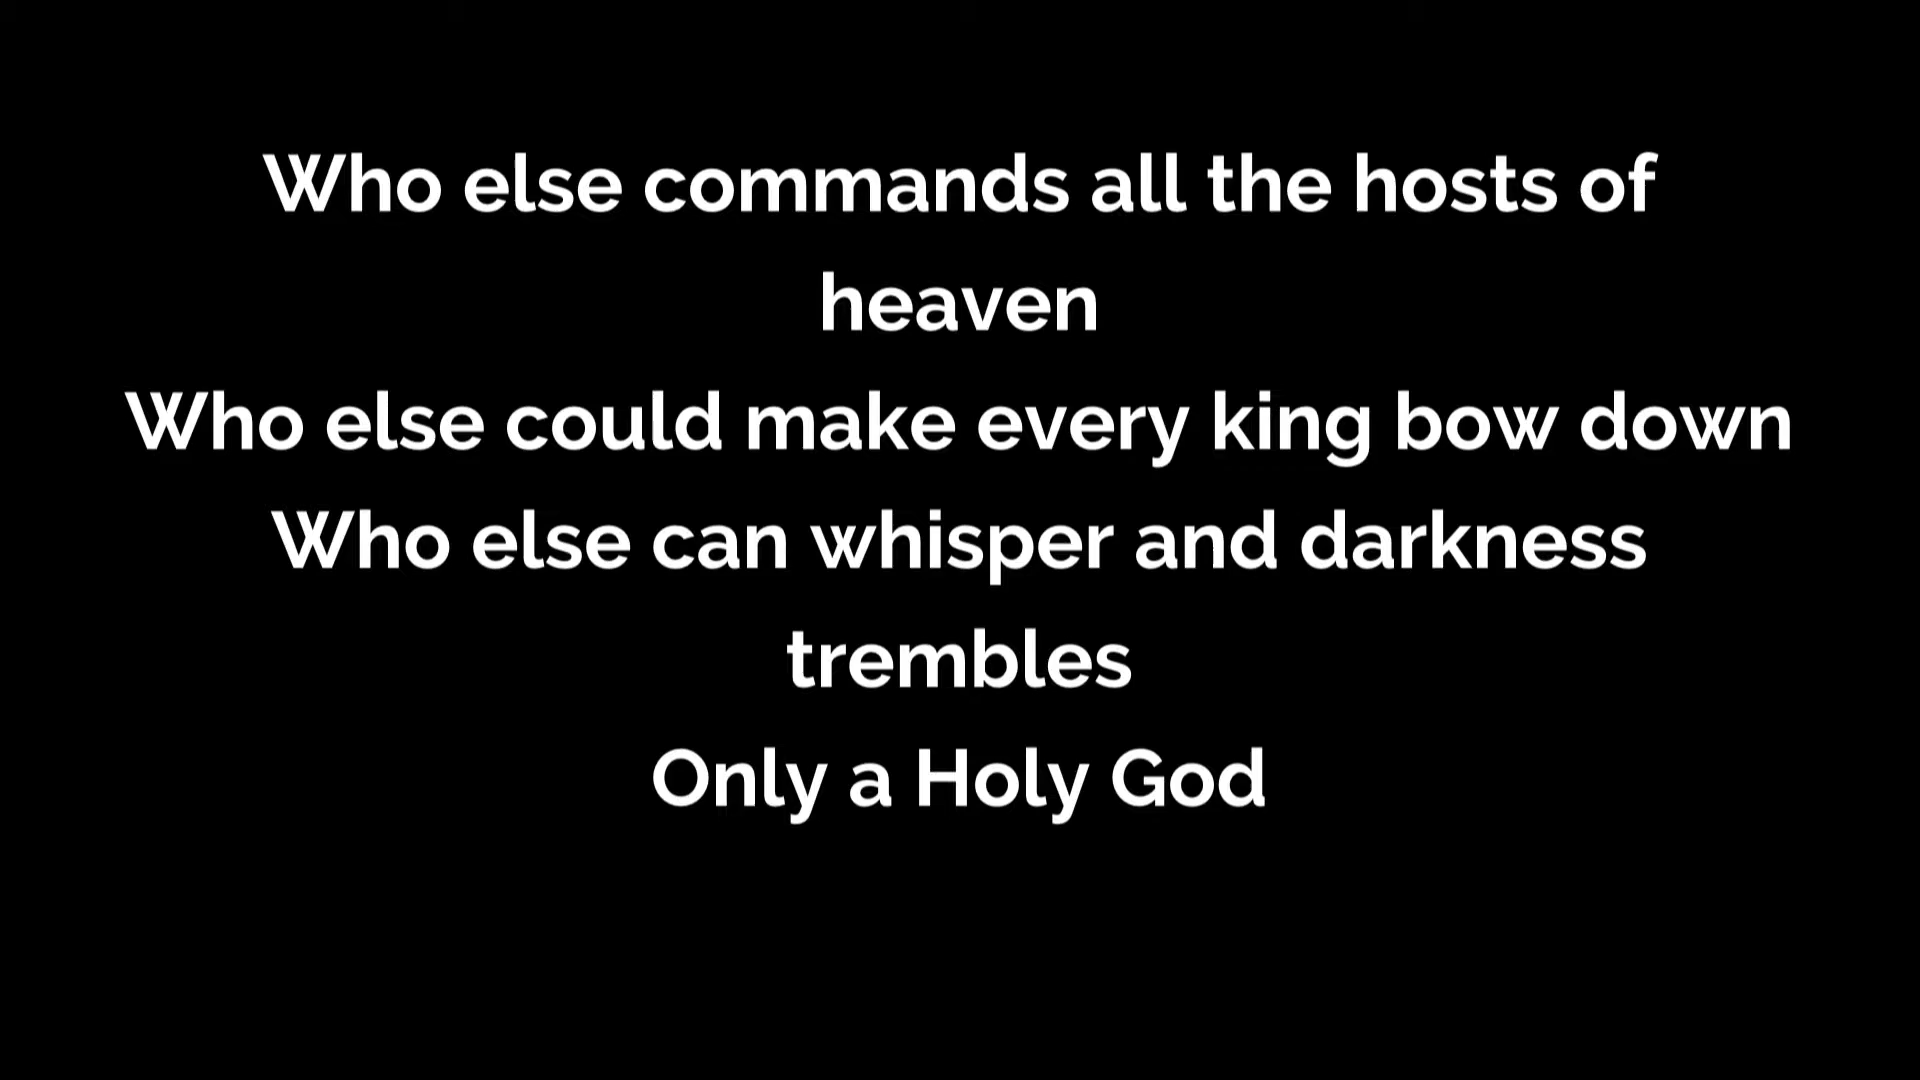 Who else commands all the hosts of
heaven
Who else could make every king bow down
Who else can whisper and darkness
trembles
Only a Holy God